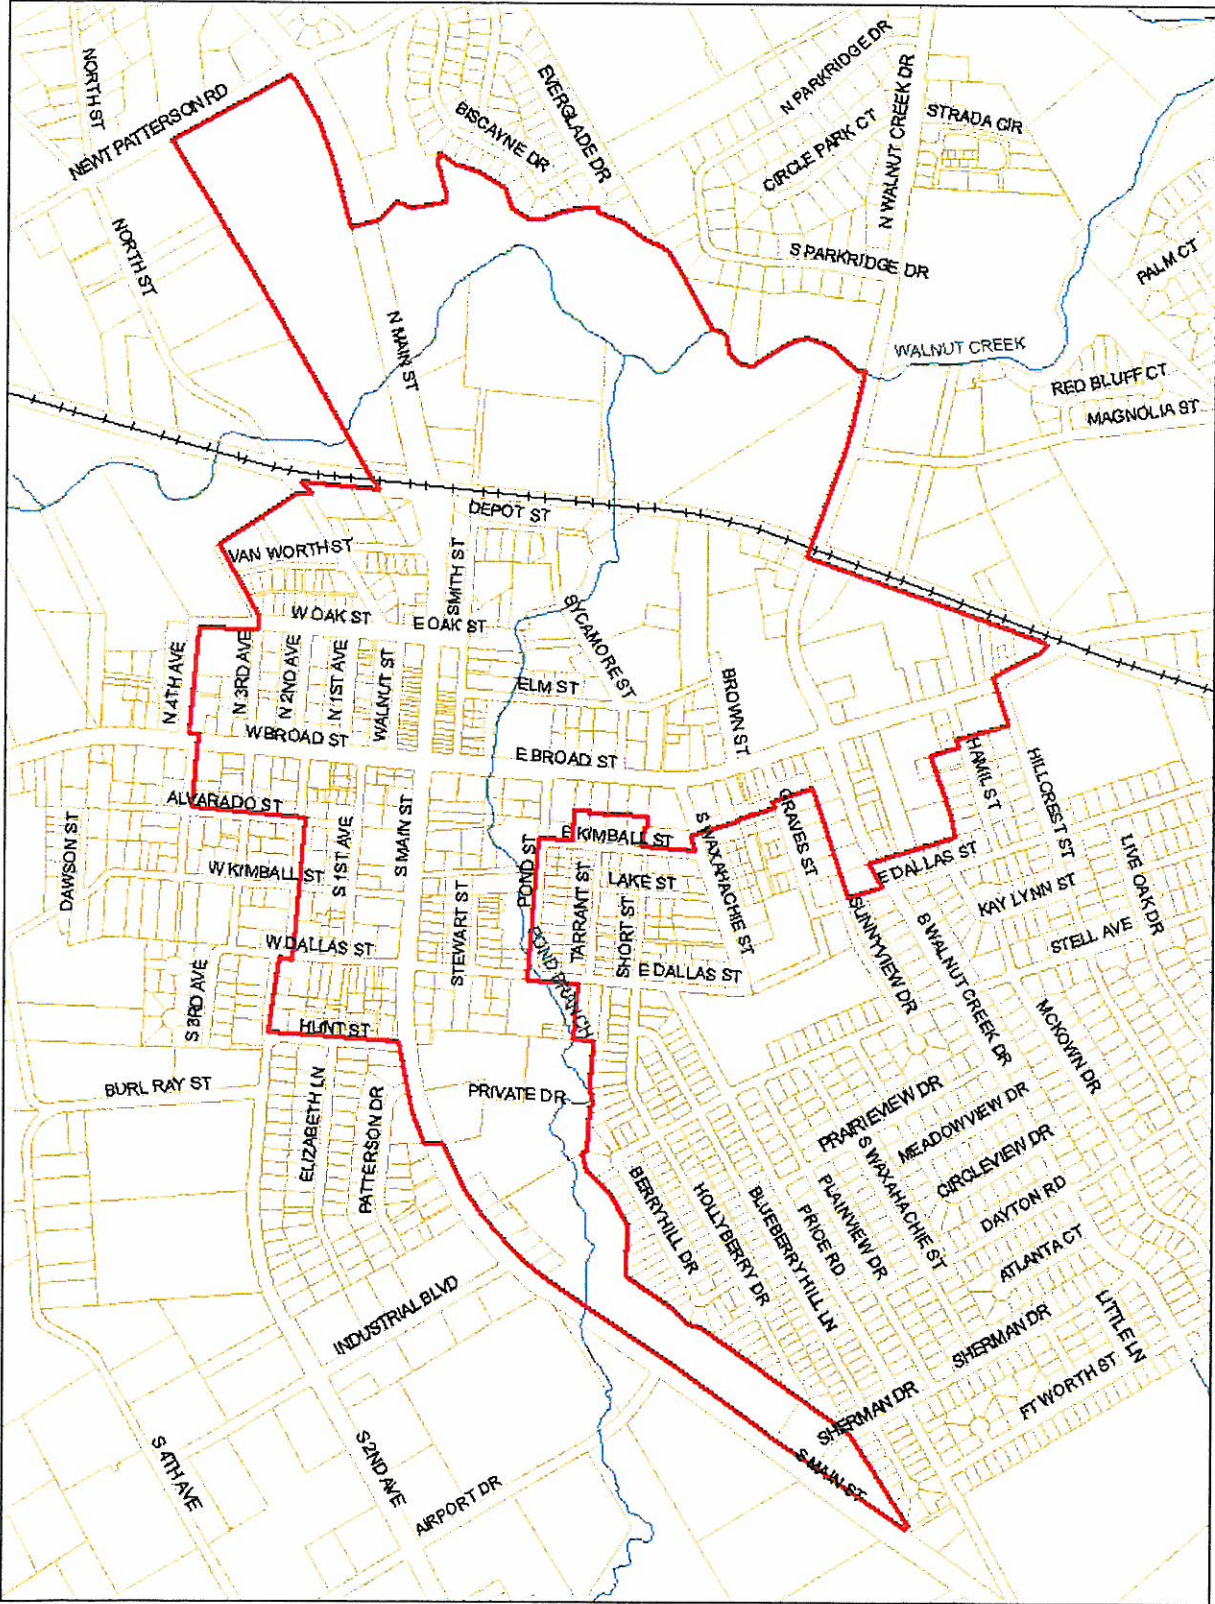 NORTH ST
NEWT PATTERSON RD
EVERGLADE DR
BISCAYNE DR
N PARKRIDGE DR
CIRCLE PARK CT
N WALNUT CREEK DR
STRADA CIR
NORTH ST
S PARKRIDGE DR
PALM CT
N MAIN ST
WALNUT CREEK
RED BLUFF CT
MAGNOLIA ST
DEPOT ST
VAN WORTH ST
SMITH ST
W OAK ST
E OAK ST
SYCAMORE ST
N 4TH AVE
N 3RD AVE
N 2ND AVE
N 1ST AVE
WALNUT ST
ELM ST
BROWN ST
W BROAD ST
E BROAD ST
HAMIL ST
HILLCREST ST
ALVARADO ST
S 1ST AVE
S MAIN ST
E KIMBALL ST
S WAXAHACHIE ST
GRAVES ST
DAWSON ST
W KIMBALL ST
STEWART ST
POND ST
TARRANT ST
LAKE ST
SHORT ST
E DALLAS ST
LIVE OAK DR
KAY LYNN ST
STELL AVE
W DALLAS ST
POND BRANCH
E DALLAS ST
SUNNYVIEW DR
S WALNUT CREEK DR
S 3RD AVE
HUNT ST
MCKOWN DR
BURL RAY ST
ELIZABETH LN
PATTERSON DR
PRIVATE DR
PRAIRIEVIEW DR
MEADOWVIEW DR
CIRCLEVIEW DR
S WAXAHACHIE ST
DAYTON RD
BERRYHILL DR
HOLLYBERRY DR
BLUEBERRY HILL LN
PRICE RD
PLAINVIEW DR
ATLANTA CT
INDUSTRIAL BLVD
SHERMAN DR
LITTLE LN
SHERMAN DR
FT WORTH ST
S 4TH AVE
S 2ND AVE
AIRPORT DR
S MAIN ST